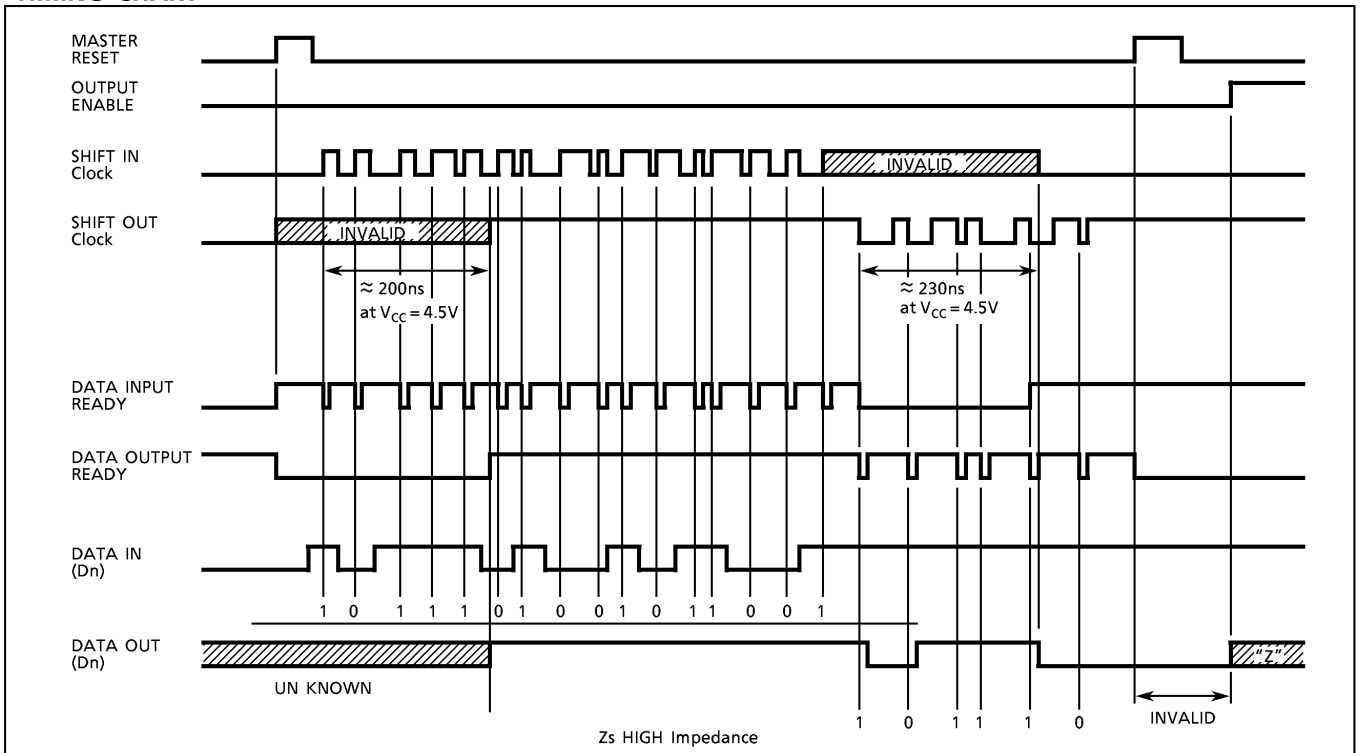 MASTER
RESET
OUTPUT
ENABLE
SHIFT IN
Clock
INVALID
SHIFT OUT
Clock
INVALID
≈ 200ns
at VCC = 4.5V
≈ 230ns
at VCC = 4.5V
DATA INPUT
READY
DATA OUTPUT
READY
DATA IN
(Dn)
1 0 1 1 1 0 1 0 0 1 0 1 1 0 0 1
DATA OUT
(Dn)
"Z"
UN KNOWN
1 0 1 1 1 0
INVALID
Zs HIGH Impedance